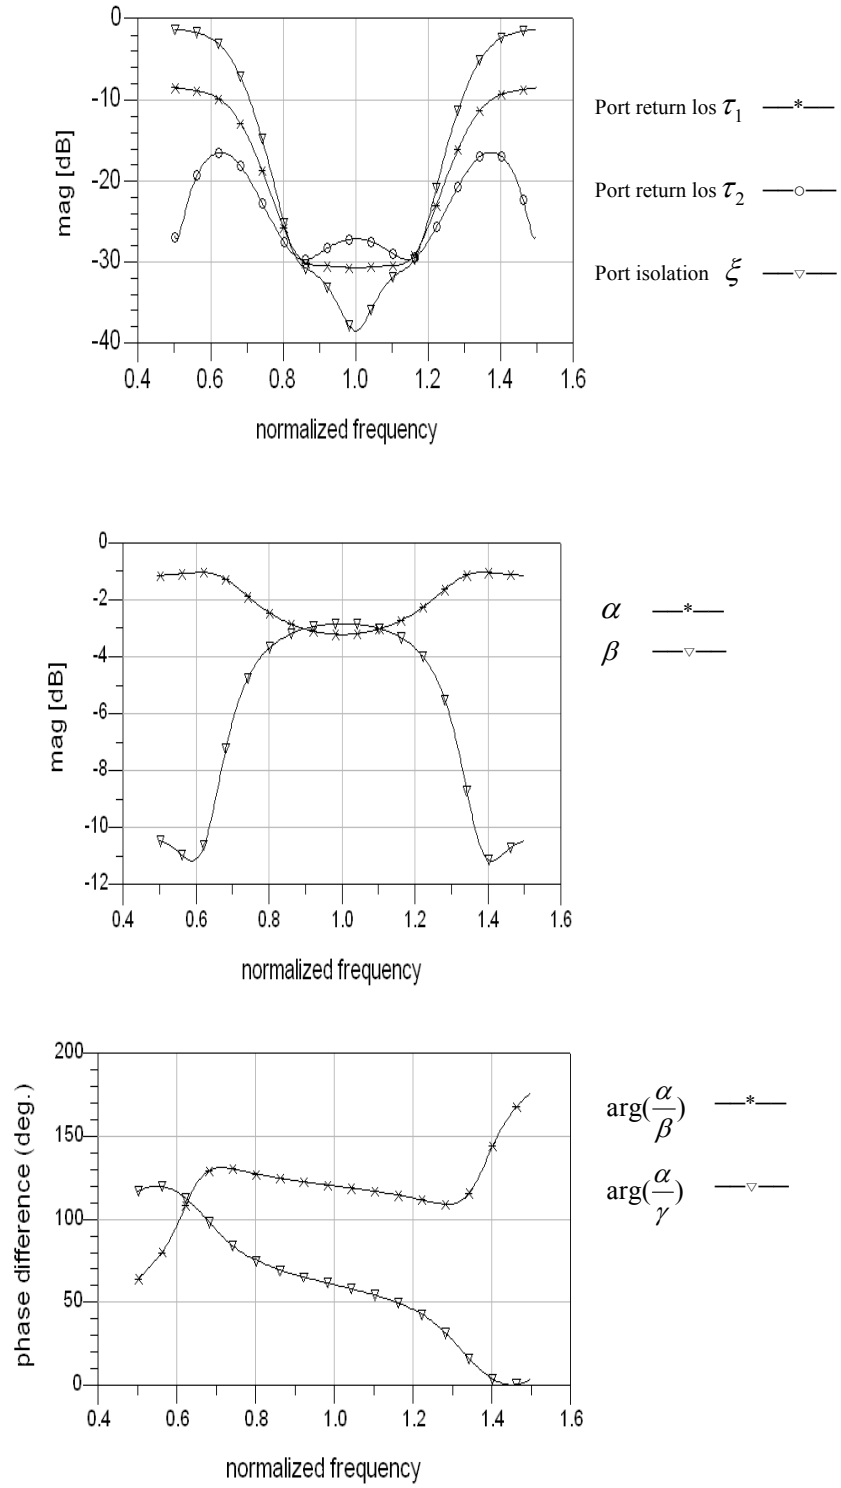 0
-10
-20
-30
-40
mag [dB]
0.4 0.6 0.8 1.0 1.2 1.4 1.6
normalized frequency
Port return los τ₁ —*—
Port return los τ₂
Port isolation ξ
0
-2
-4
-6
-8
-10
-12
mag [dB]
0.4 0.6 0.8 1.0 1.2 1.4 1.6
normalized frequency
α —*—
β
200
150
100
50
0
phase difference (deg.)
0.4 0.6 0.8 1.0 1.2 1.4 1.6
normalized frequency
arg(α/β) —*—
arg(α/γ)